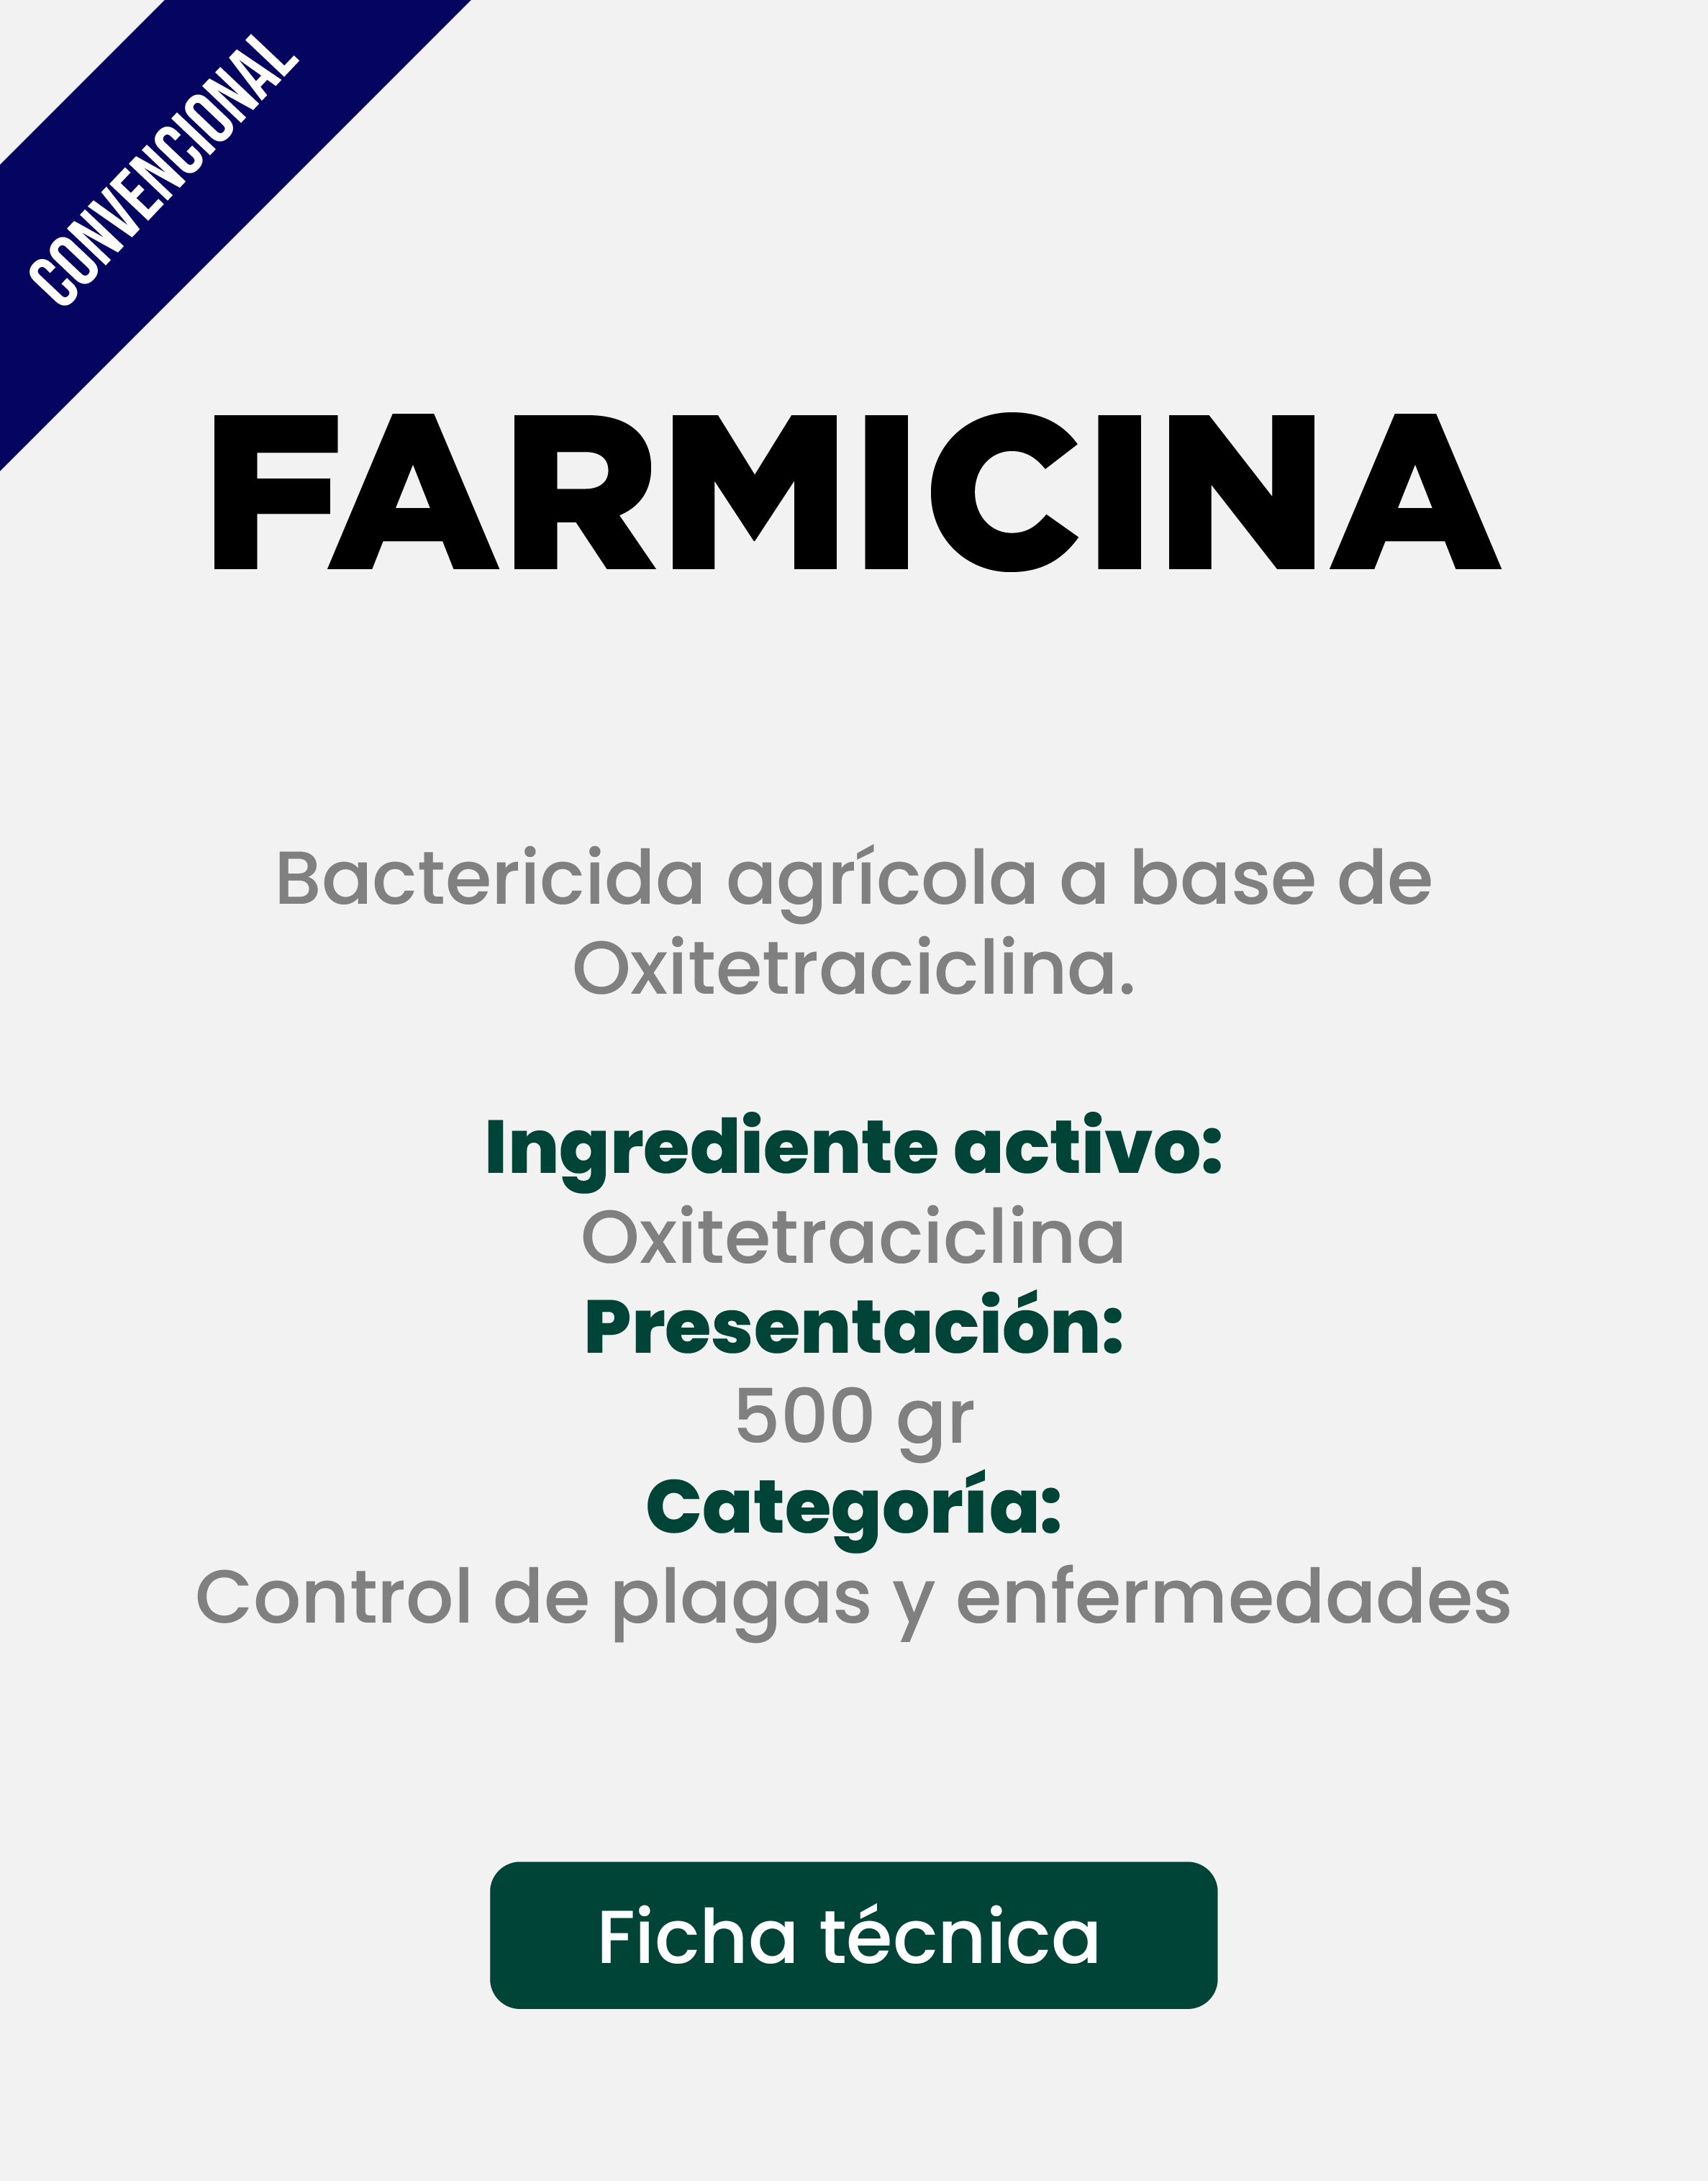 CONVENCIONAL
FARMICINA
Bactericida agrícola a base de
Oxitetraciclina.
Ingrediente activo:
Oxitetraciclina
Presentación:
500 gr
Categoría:
Control de plagas y enfermedades
Ficha técnica